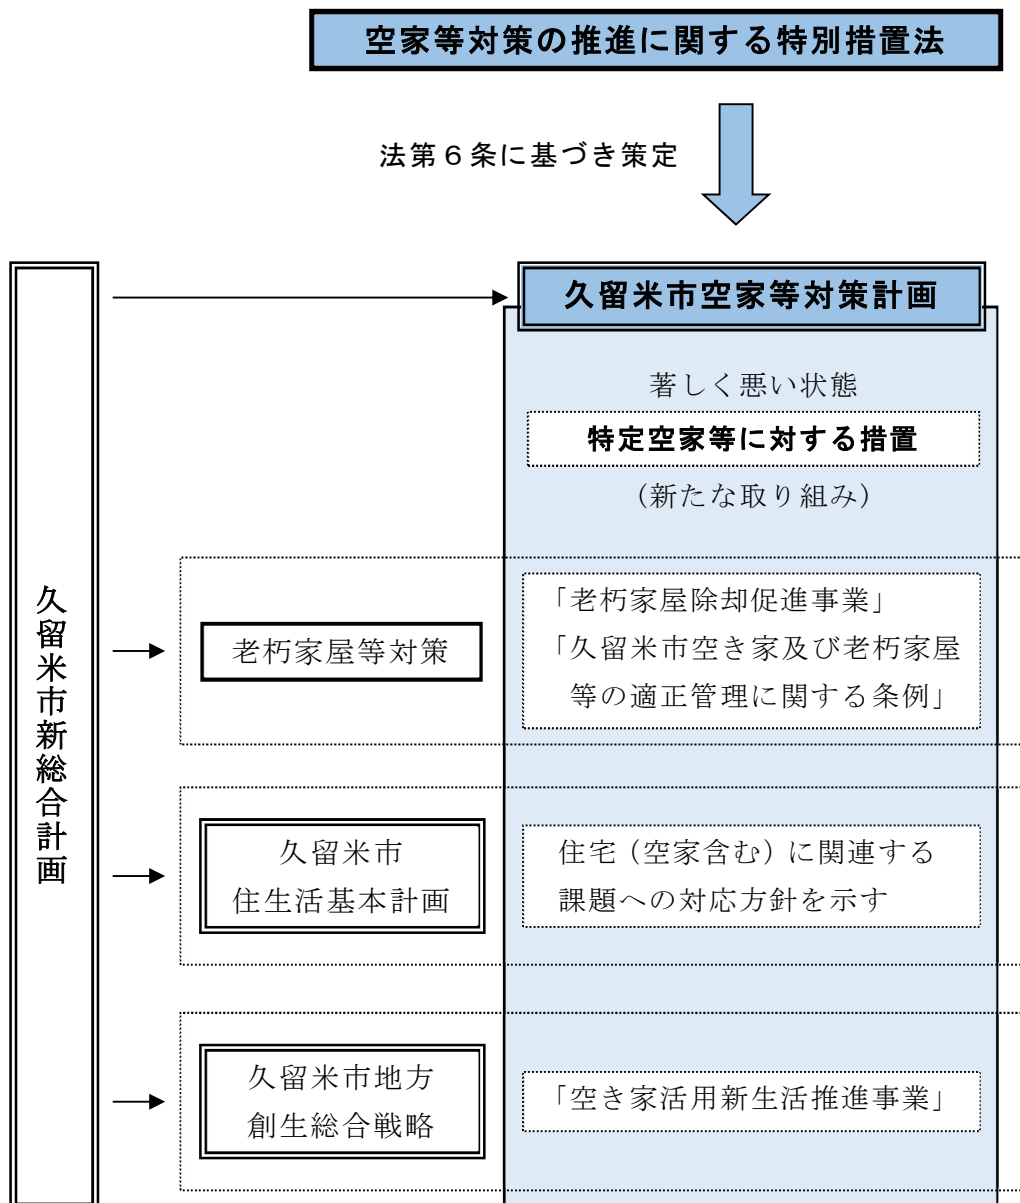 空家等対策の推進に関する特別措置法
法第６条に基づき策定
久留米市新総合計画
久留米市空家等対策計画
著しく悪い状態
特定空家等に対する措置
（新たな取り組み）
老朽家屋等対策
「老朽家屋除却促進事業」
「久留米市空き家及び老朽家屋
等の適正管理に関する条例」
久留米市
住生活基本計画
住宅（空家含む）に関連する
課題への対応方針を示す
久留米市地方
創生総合戦略
「空き家活用新生活推進事業」